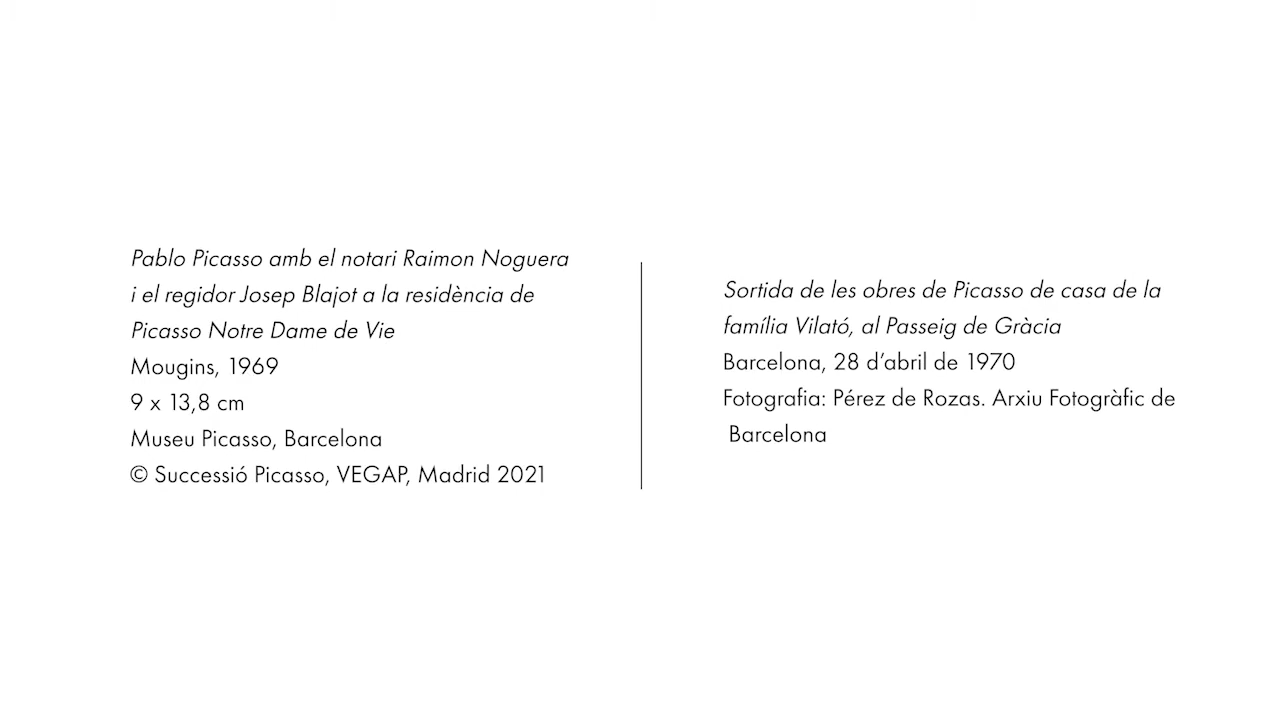 Pablo Picasso amb el notari Raimon Noguera
i el regidor Josep Blajot a la residència de
Picasso Notre Dame de Vie
Mougins, 1969
9 x 13,8 cm
Museu Picasso, Barcelona
© Successió Picasso, VEGAP, Madrid 2021
Sortida de les obres de Picasso de casa de la
família Vilató, al Passeig de Gràcia
Barcelona, 28 d’abril de 1970
Fotografia: Pérez de Rozas. Arxiu Fotogràfic de
Barcelona